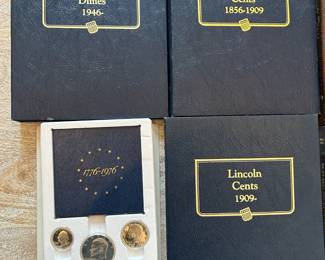 Dimes
1946-
Cents
1856-1909
1776-1976
Lincoln
Cents
1909-